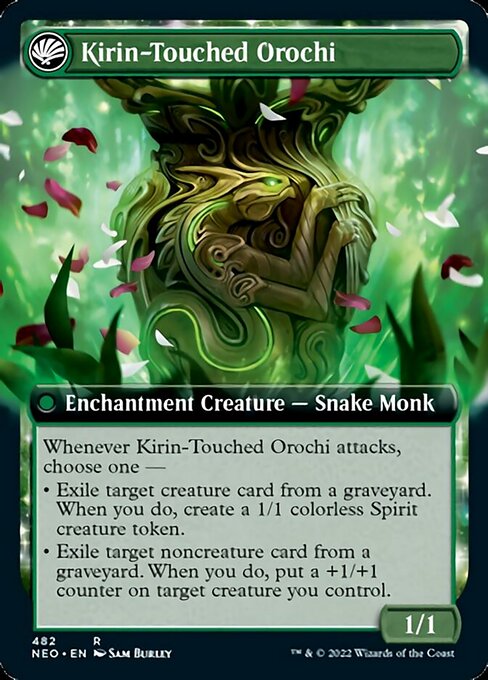 Kirin-Touched Orochi
Enchantment Creature — Snake Monk
Whenever Kirin-Touched Orochi attacks,
choose one —
• Exile target creature card from a graveyard.
When you do, create a 1/1 colorless Spirit
creature token.
• Exile target noncreature card from a
graveyard. When you do, put a +1/+1
counter on target creature you control.
1/1
482 R
NEO • EN Sam Burley
™ & © 2022 Wizards of the Coast